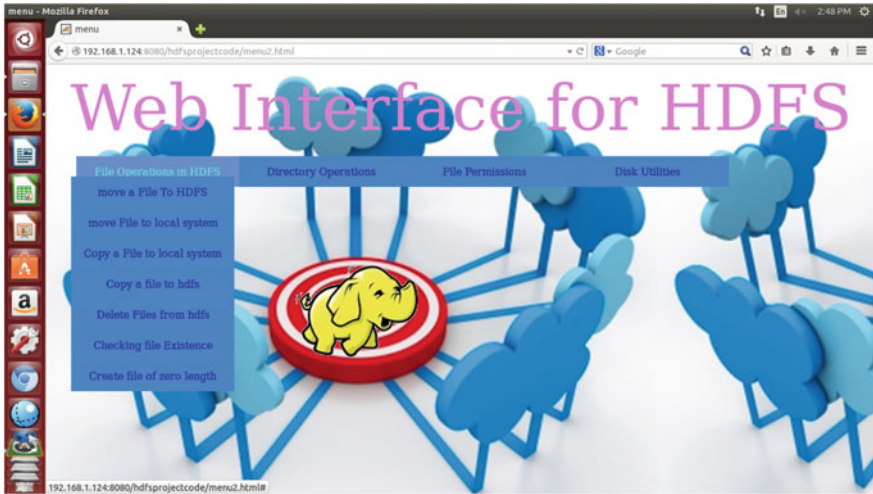 menu - Mozilla Firefox
En
2:48 PM
menu
192.168.1.124:8080/hdfsprojectcode/menu2.html
Google
Web Interface for HDFS
File Operations in HDFS
Directory Operations
File Permissions
Disk Utilities
move a File To HDFS
move File to local system
Copy a File to local system
Copy a file to hdfs
Delete Files from hdfs
Checking file Existence
Create file of zero length
192.168.1.124:8080/hdfsprojectcode/menu2.html#